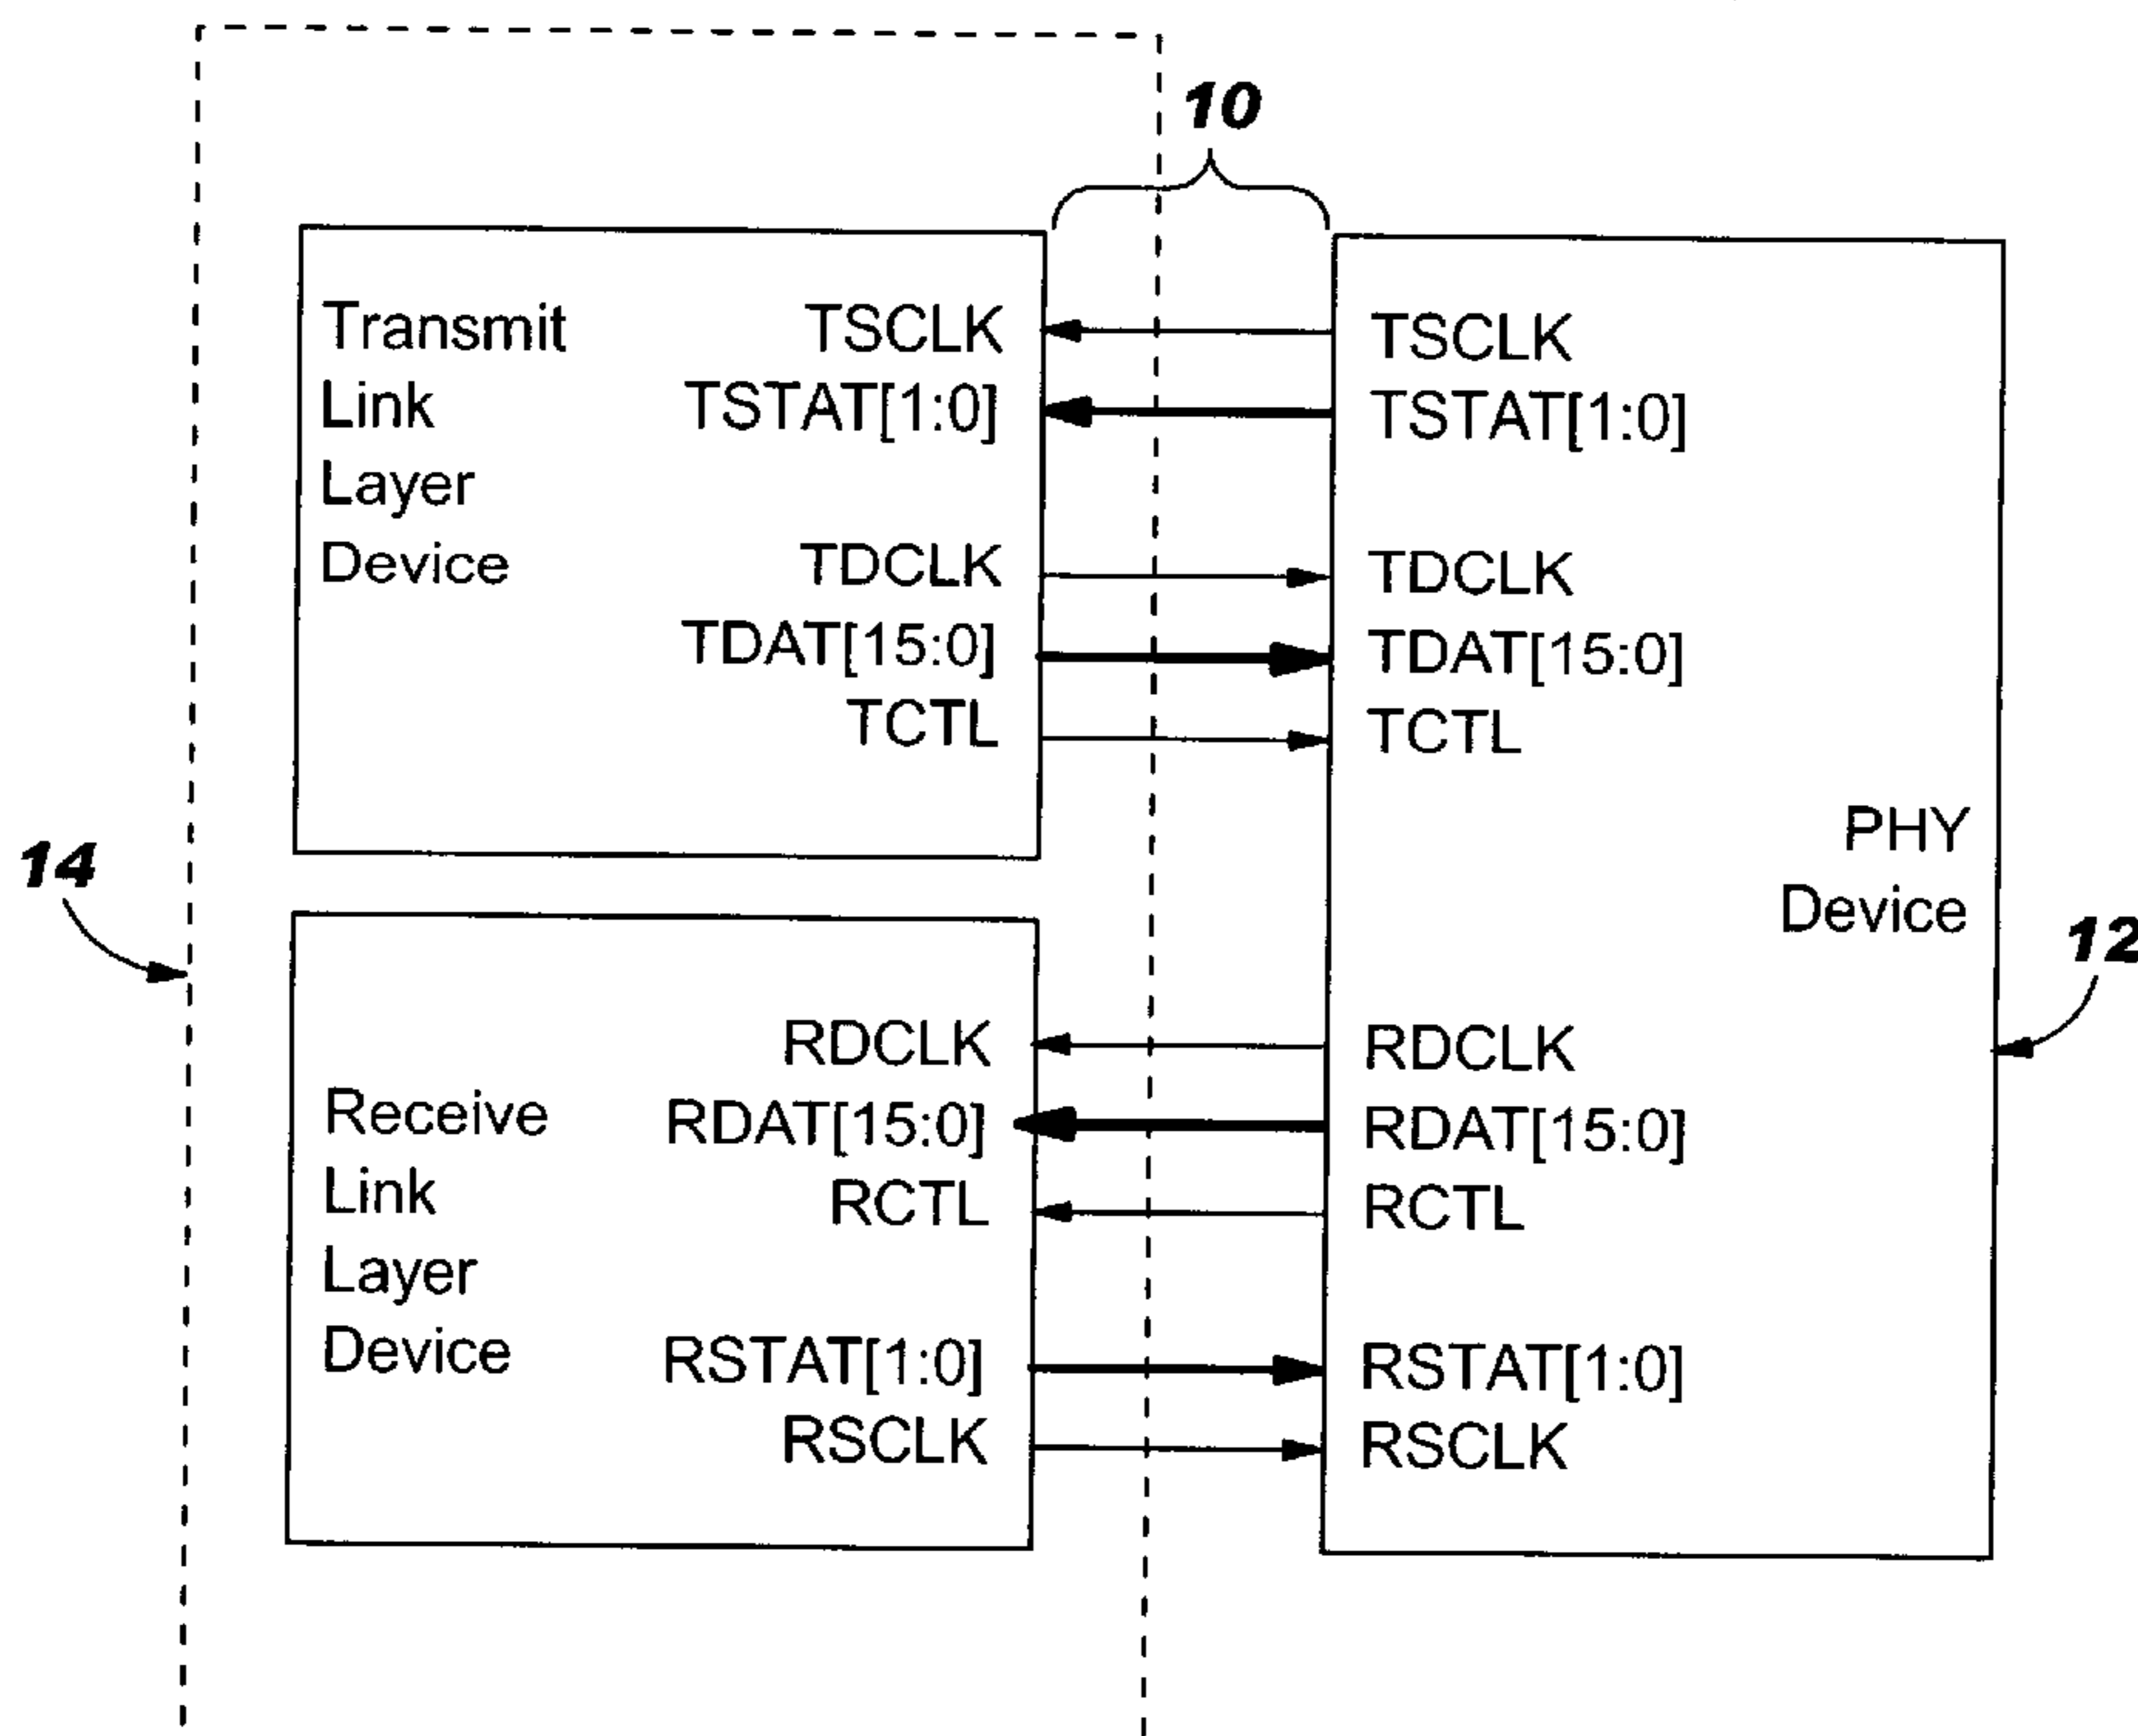 10
Transmit TSCLK TSCLK
Link TSTAT[1:0] TSTAT[1:0]
Layer
Device TDCLK TDCLK
TDAT[15:0] TDAT[15:0]
TCTL TCTL
PHY
14
Device
12
RDCLK RDCLK
Receive RDAT[15:0] RDAT[15:0]
Link RCTL RCTL
Layer
Device RSTAT[1:0] RSTAT[1:0]
RSCLK RSCLK